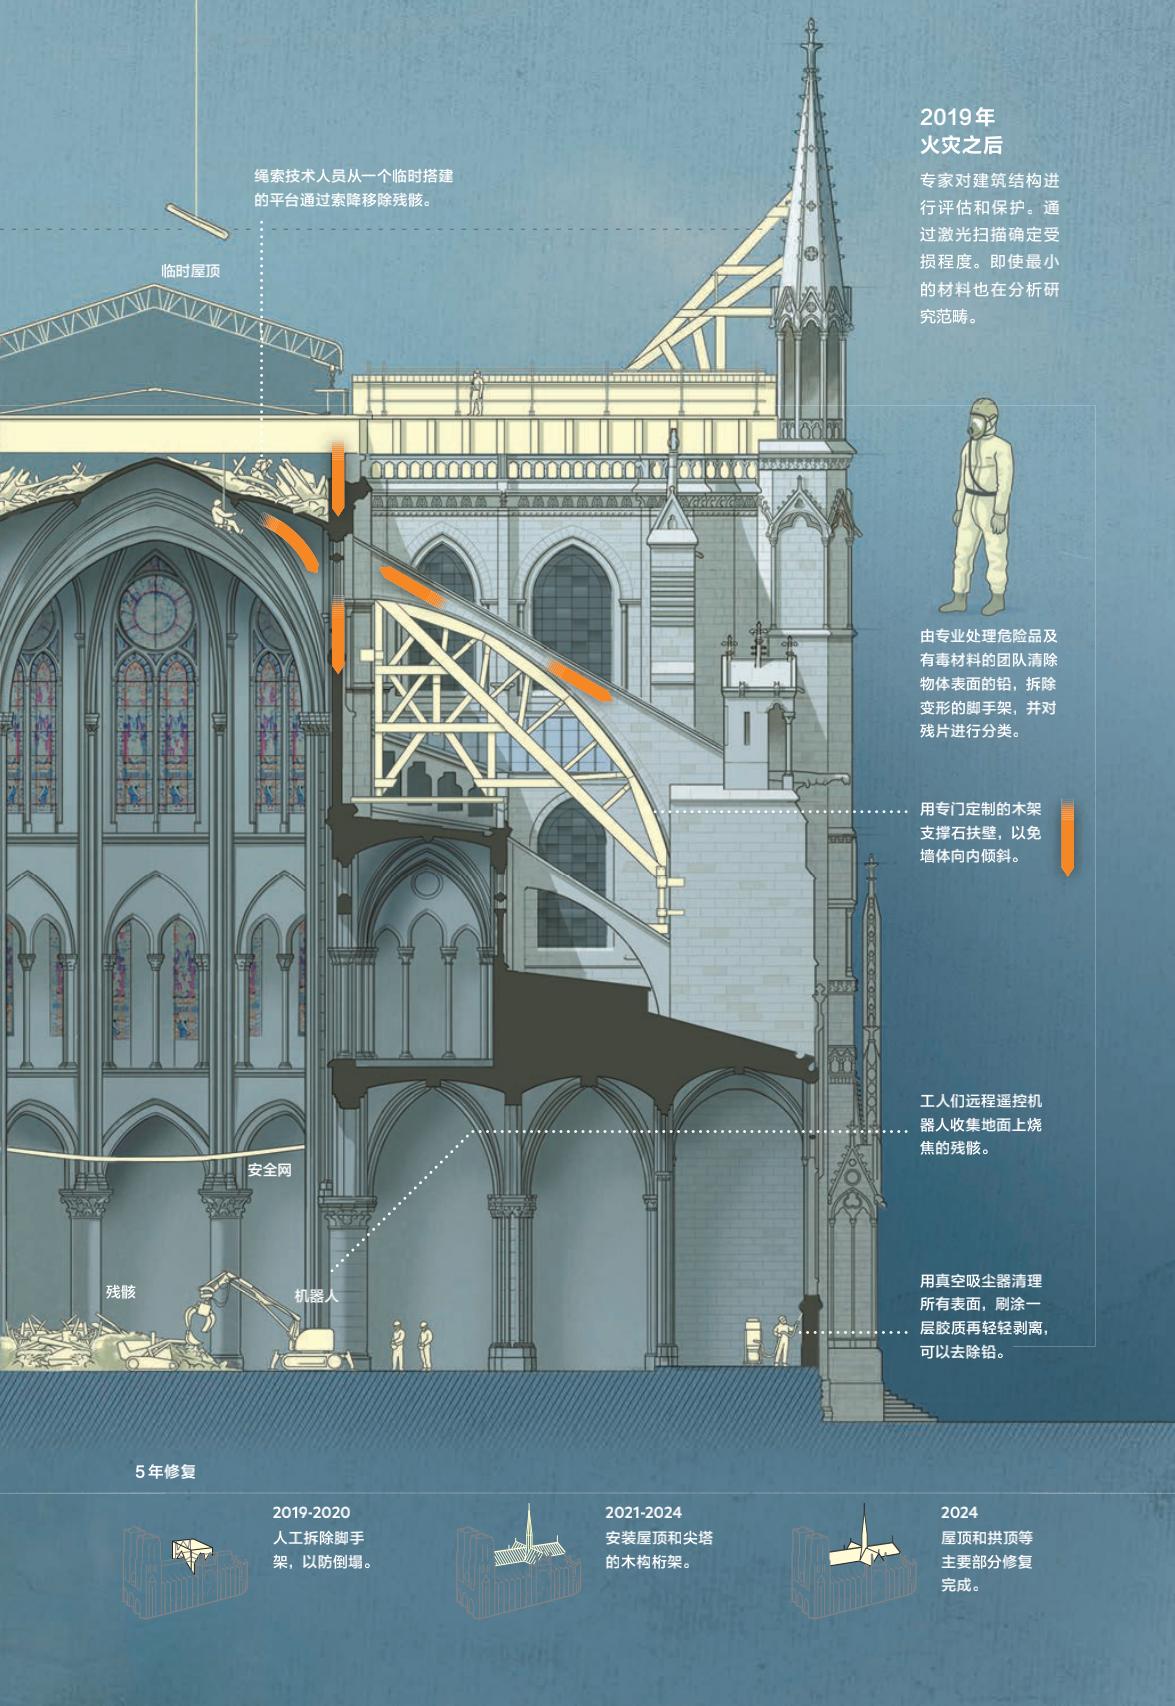 2019年
火灾之后
专家对建筑结构进
行评估和保护。通
过激光扫描确定受
损程度。即使最小
的材料也在分析研
究范畴。
绳索技术人员从一个临时搭建
的平台通过索降移除残骸。
临时屋顶
由专业处理危险品及
有毒材料的团队清除
物体表面的铅，拆除
变形的脚手架，并对
残片进行分类。
用专门定制的木架
支撑石扶壁，以免
墙体向内倾斜。
工人们远程遥控机
器人收集地面上烧
焦的残骸。
安全网
残骸
机器人
用真空吸尘器清理
所有表面，刷涂一
层胶质再轻轻剥离，
可以去除铅。
5年修复
2019-2020
人工拆除脚手
架，以防倒塌。
2021-2024
安装屋顶和尖塔
的木构桁架。
2024
屋顶和拱顶等
主要部分修复
完成。